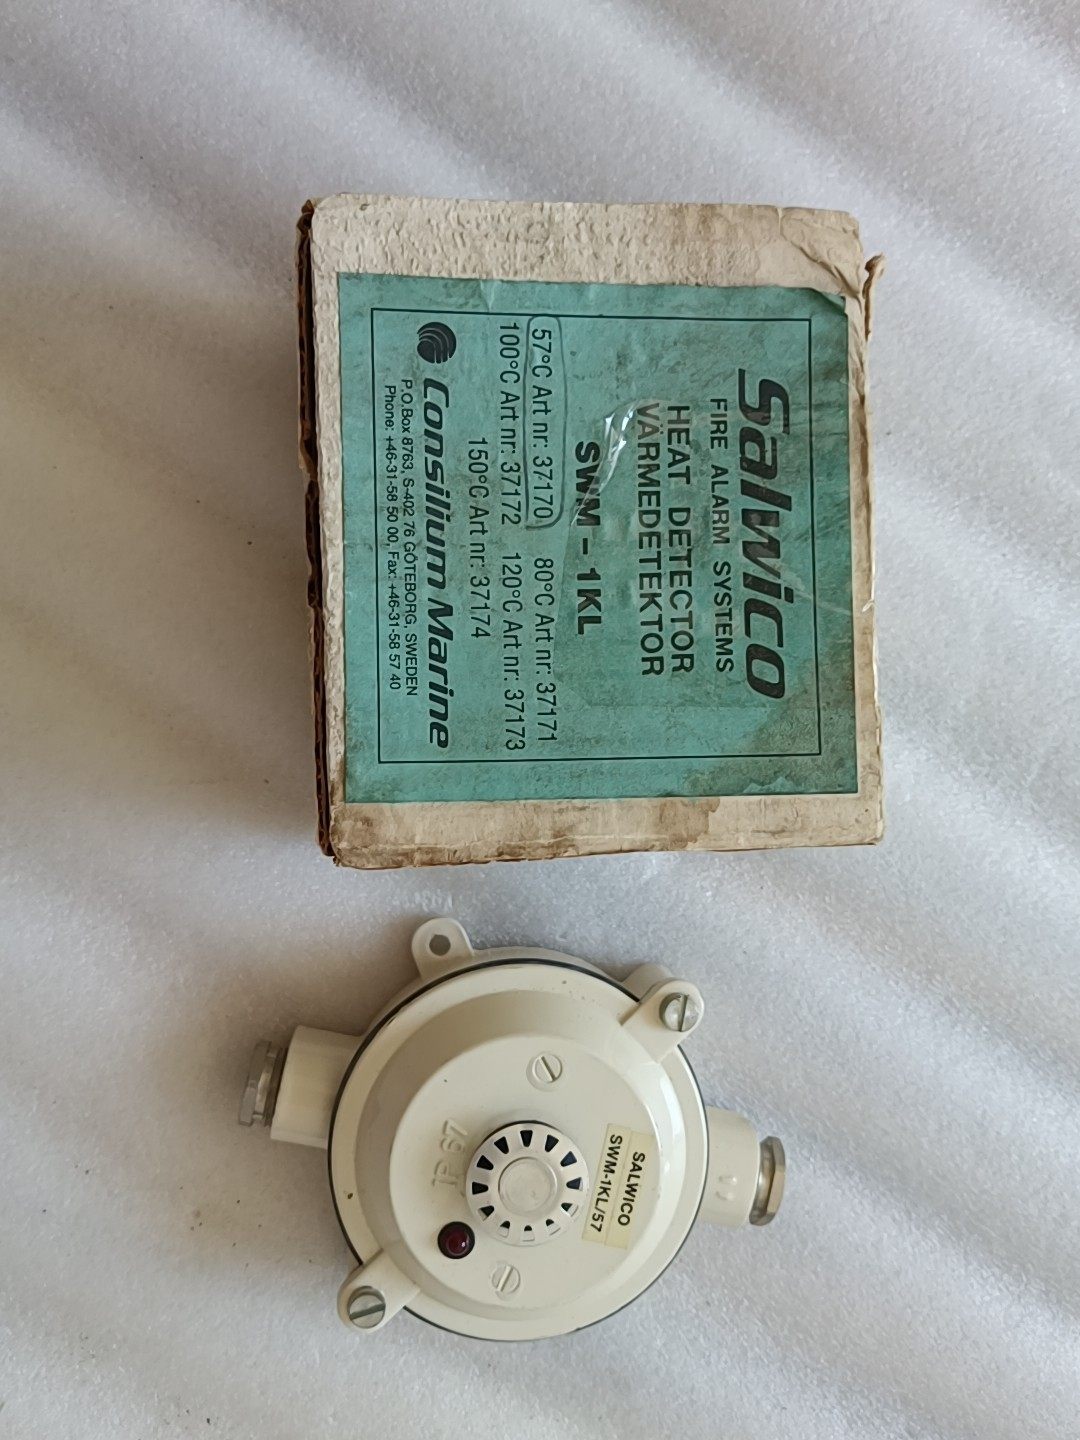 Salwico
FIRE ALARM SYSTEMS
HEAT DETECTOR
VÄRMEDETEKTOR
SWM - 1KL
57°C Art nr: 37170 80°C Art nr: 37171
100°C Art nr: 37172 120°C Art nr: 37173
150°C Art nr: 37174
Consilium Marine
P.O.Box 8763, S-402 76 GÖTEBORG, SWEDEN
Phone: +46-31-58 50 00, Fax: +46-31-58 57 40
SALWICO
SWM-1KL/57
IP 67